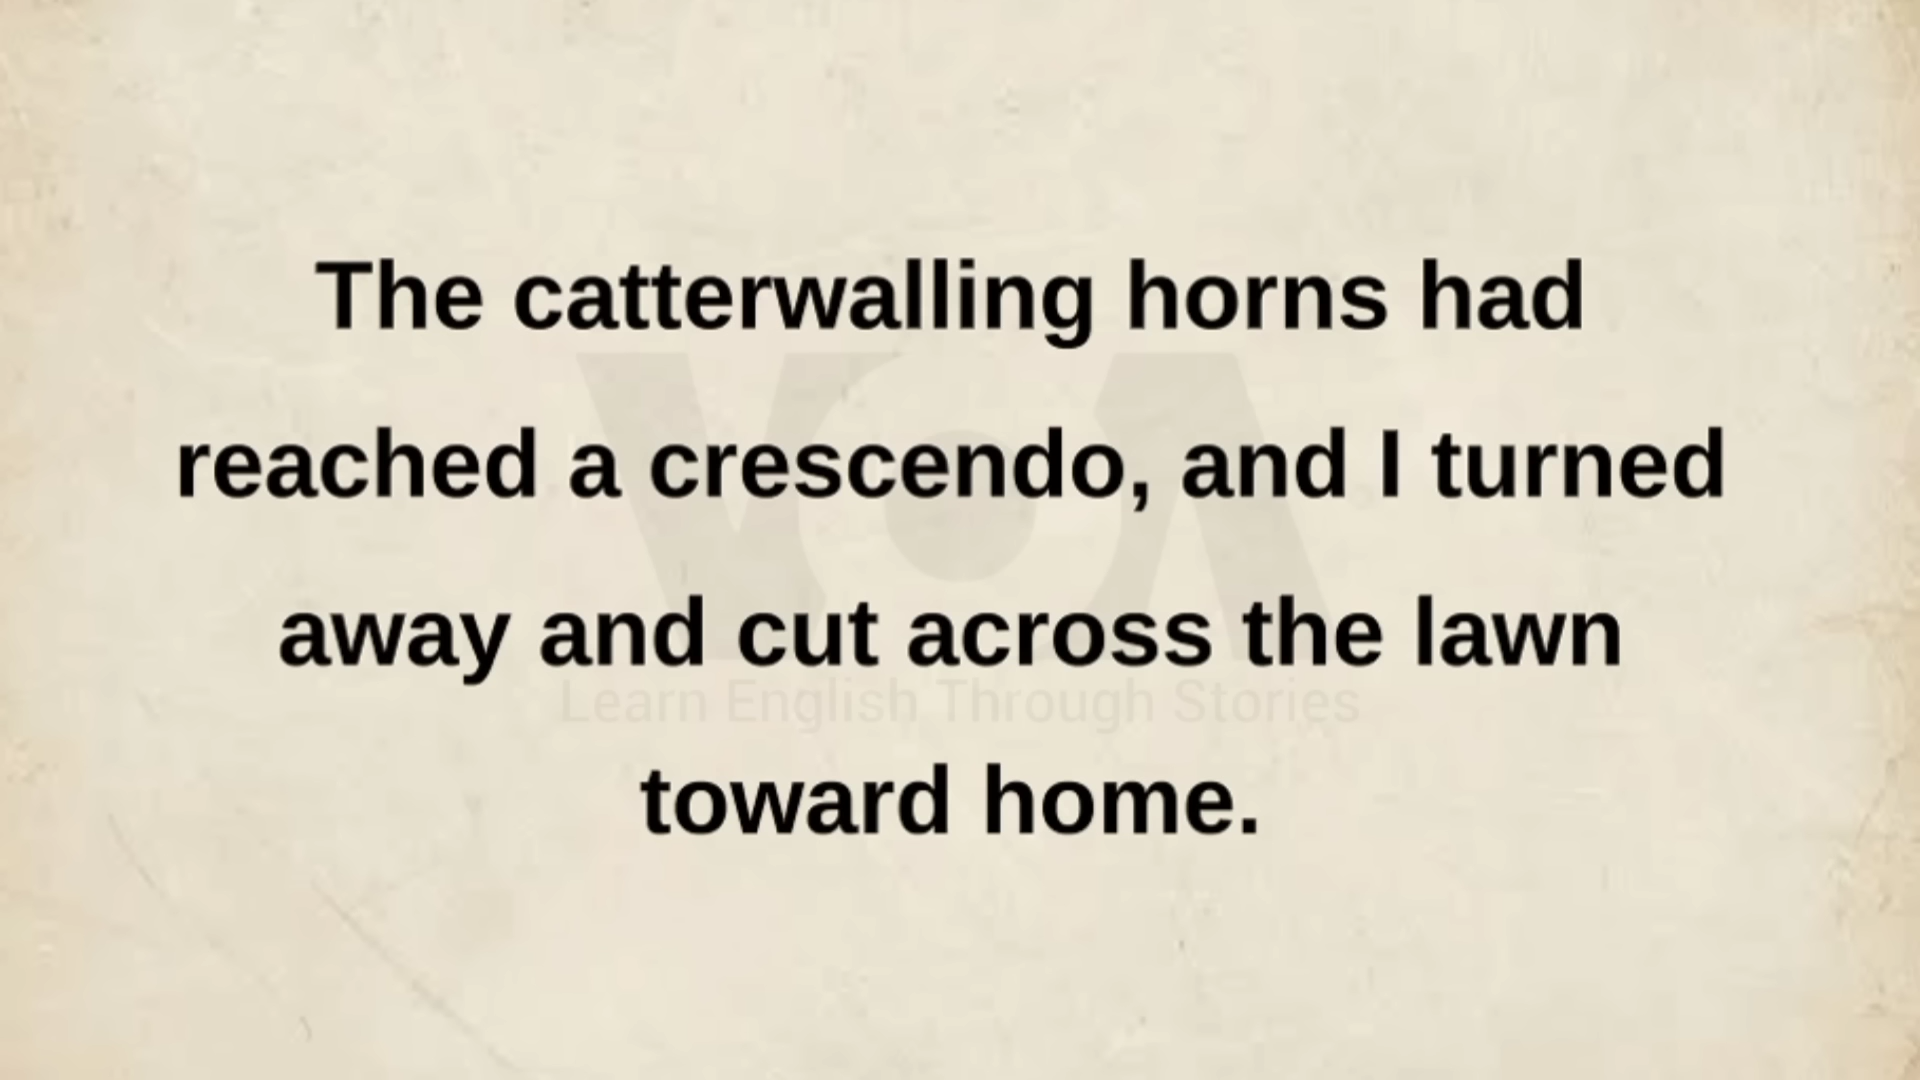 The catterwalling horns had
reached a crescendo, and I turned
VOA
away and cut across the lawn
Learn English Through Stories
toward home.